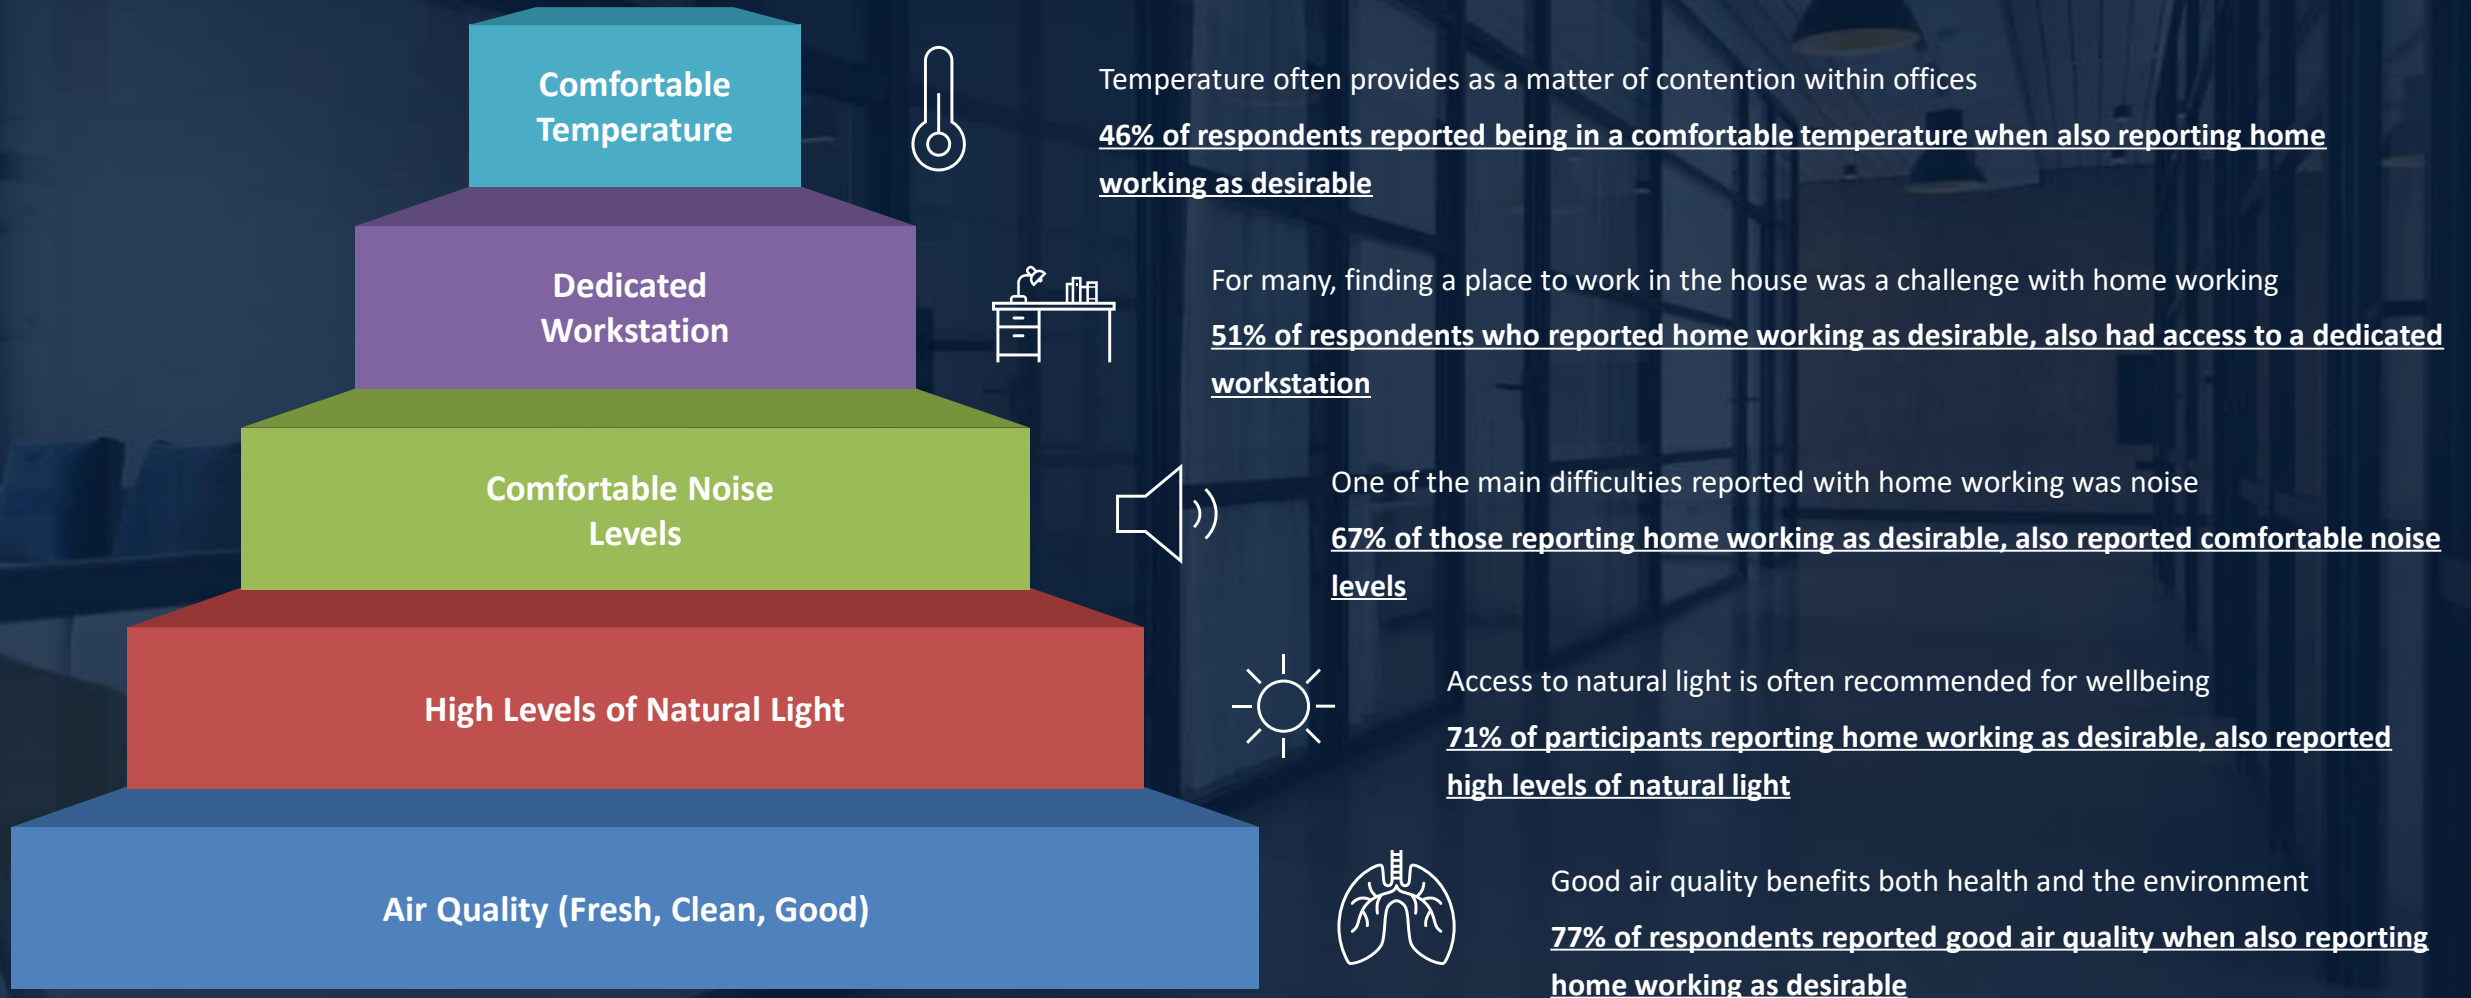 Comfortable
Temperature
Temperature often provides as a matter of contention within offices
46% of respondents reported being in a comfortable temperature when also reporting home
working as desirable
Dedicated
Workstation
For many, finding a place to work in the house was a challenge with home working
51% of respondents who reported home working as desirable, also had access to a dedicated
workstation
Comfortable Noise
Levels
One of the main difficulties reported with home working was noise
67% of those reporting home working as desirable, also reported comfortable noise
levels
High Levels of Natural Light
Access to natural light is often recommended for wellbeing
71% of participants reporting home working as desirable, also reported
high levels of natural light
Air Quality (Fresh, Clean, Good)
Good air quality benefits both health and the environment
77% of respondents reported good air quality when also reporting
home working as desirable